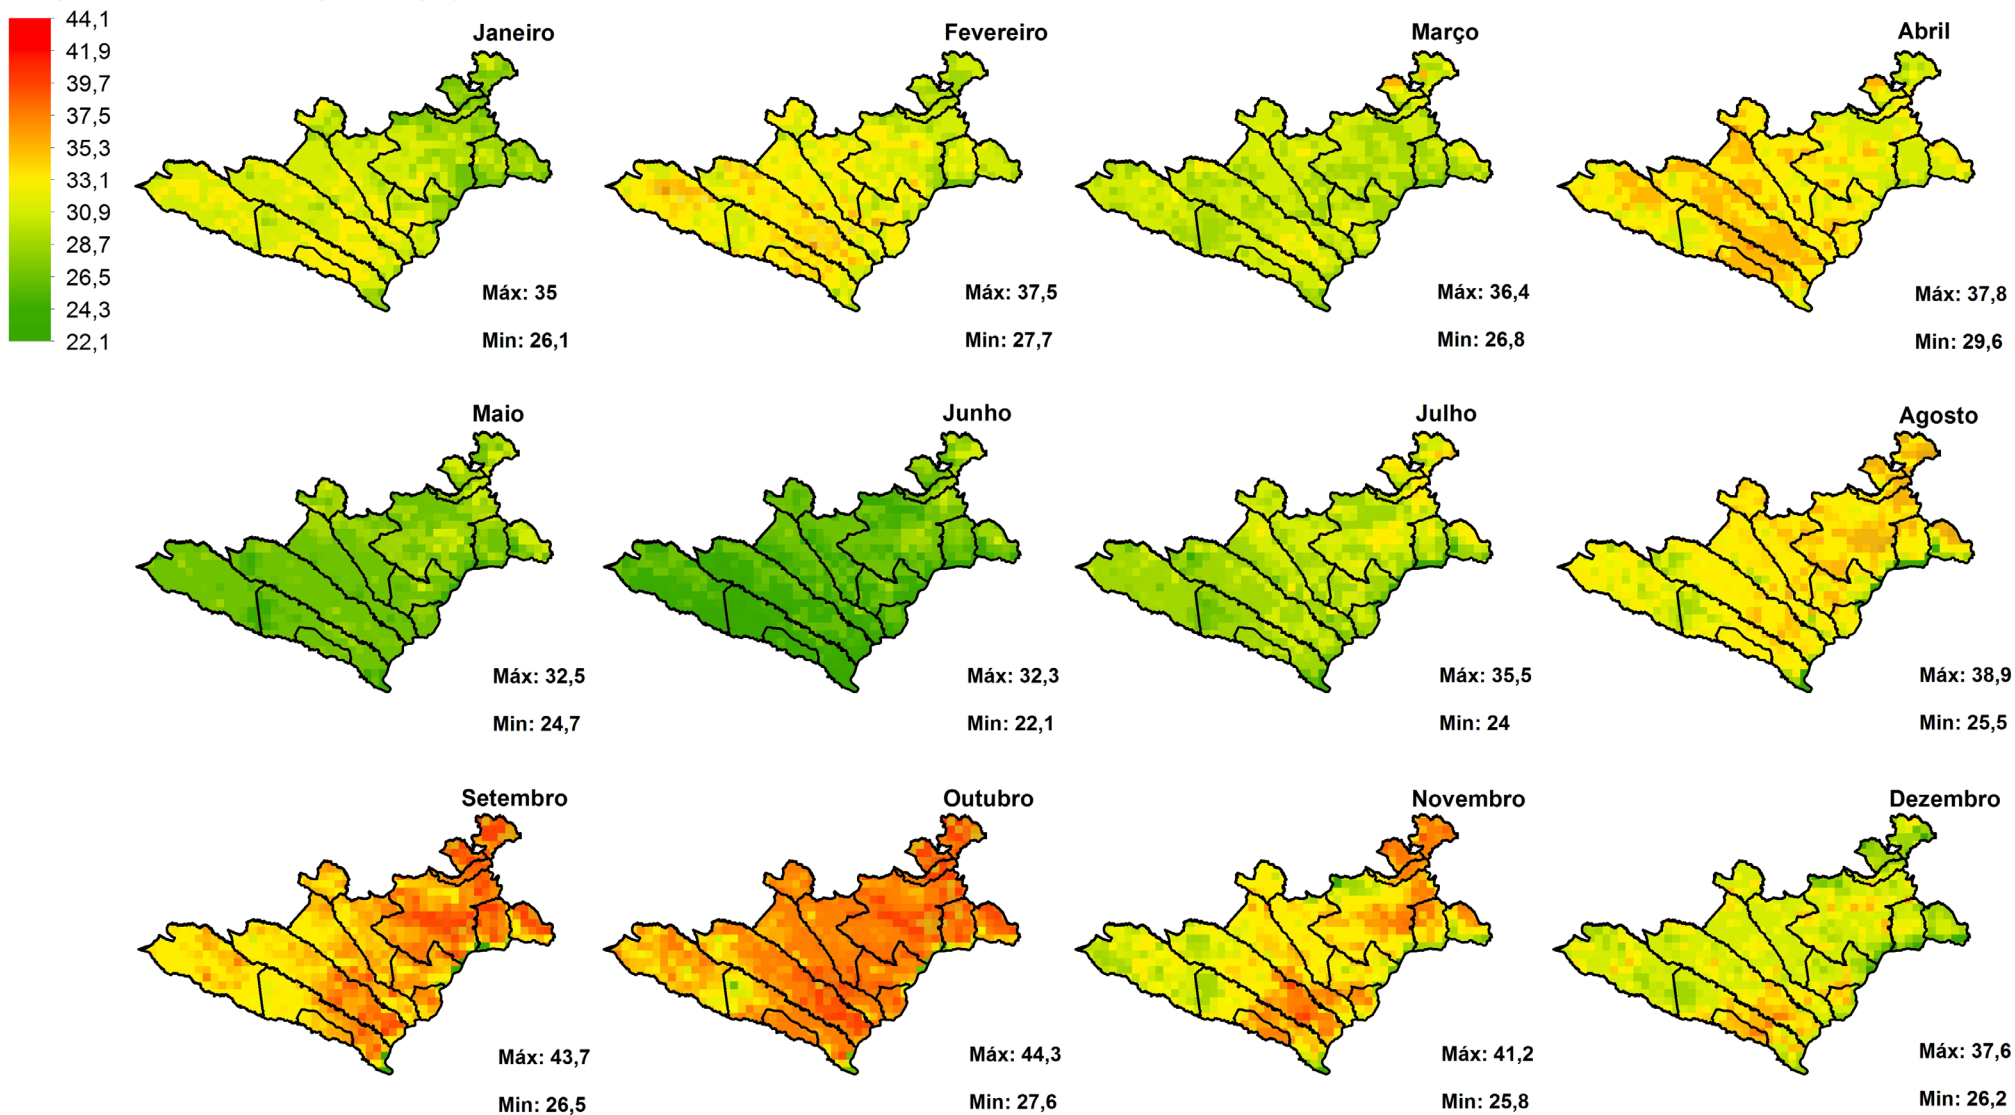 44,1
41,9
39,7
37,5
35,3
33,1
30,9
28,7
26,5
24,3
22,1
Janeiro
Máx: 35
Min: 26,1
Fevereiro
Máx: 37,5
Min: 27,7
Março
Máx: 36,4
Min: 26,8
Abril
Máx: 37,8
Min: 29,6
Maio
Máx: 32,5
Min: 24,7
Junho
Máx: 32,3
Min: 22,1
Julho
Máx: 35,5
Min: 24
Agosto
Máx: 38,9
Min: 25,5
Setembro
Máx: 43,7
Min: 26,5
Outubro
Máx: 44,3
Min: 27,6
Novembro
Máx: 41,2
Min: 25,8
Dezembro
Máx: 37,6
Min: 26,2